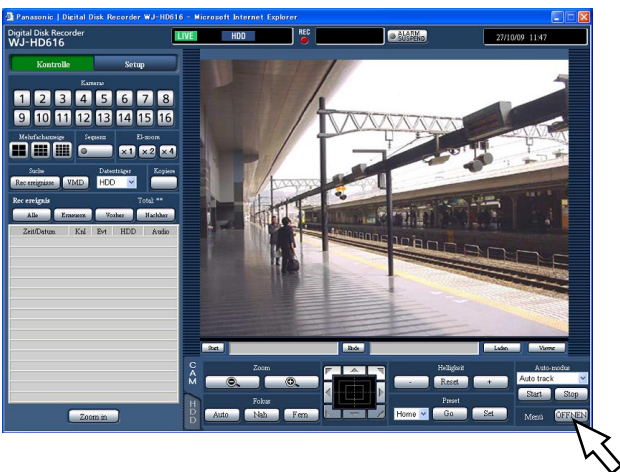 Panasonic | Digital Disk Recorder WJ-HD616 - Microsoft Internet Explorer
Digital Disk Recorder
WJ-HD616
LIVE HDD REC ALARM SUSPEND 27/10/09 11:47
Kontrolle Setup
Kameras
1 2 3 4 5 6 7 8
9 10 11 12 13 14 15 16
Mehrfachanzeige Sequenz El-zoom
x1 x2 x4
Suche Datenträger Kopiere
Rec ereignisse VMD HDD
Rec ereignis Total: **
Alle Erneuern Vorher Nachher
Zeit/Datum Knl Evt HDD Audio
Zoom in
Start Ende Laden Viewer
CAM
Zoom Helligkeit Auto-modus
- Reset + Auto track
Fokus Preset Start Stop
HDD
Auto Nah Fern Home Go Set Menü ÖFFNEN